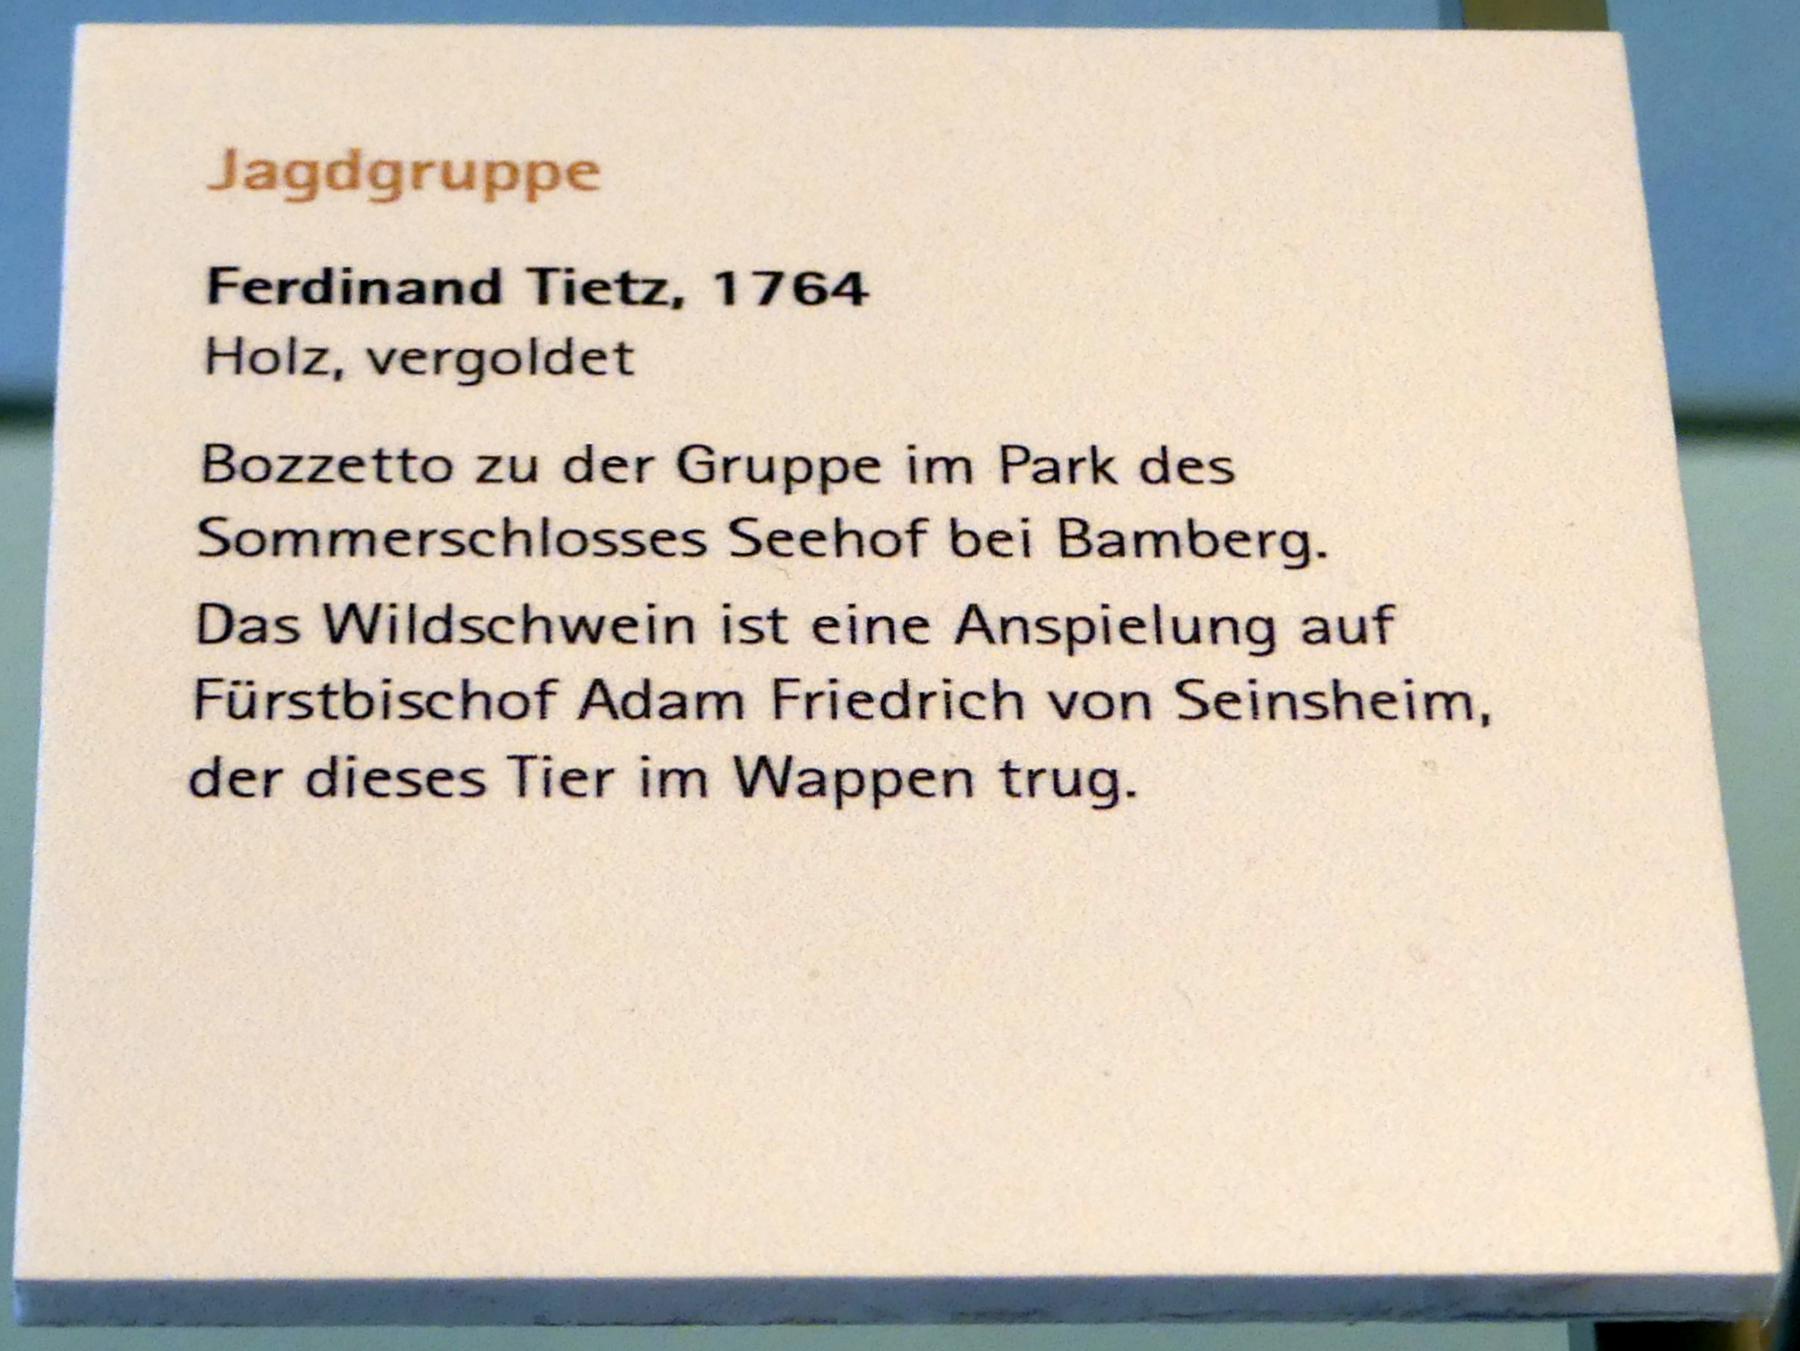 Jagdgruppe
Ferdinand Tietz, 1764
Holz, vergoldet
Bozzetto zu der Gruppe im Park des
Sommerschlosses Seehof bei Bamberg.
Das Wildschwein ist eine Anspielung auf
Fürstbischof Adam Friedrich von Seinsheim,
der dieses Tier im Wappen trug.